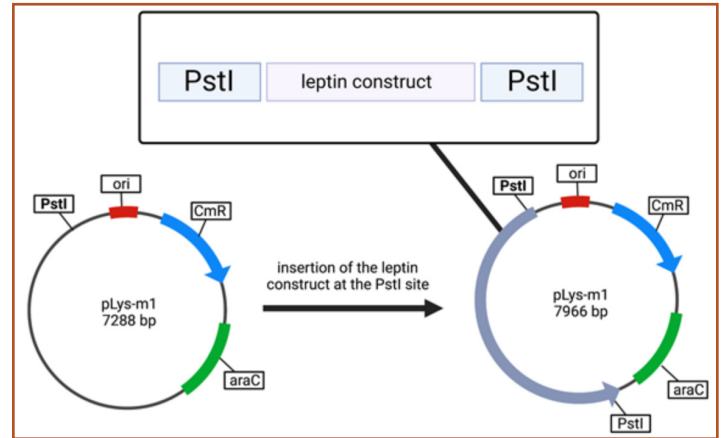 PstI leptin construct PstI
ori
PstI
CmR
pLys-m1
7288 bp
araC
insertion of the leptin
construct at the PstI site
ori
PstI
CmR
pLys-m1
7966 bp
araC
PstI